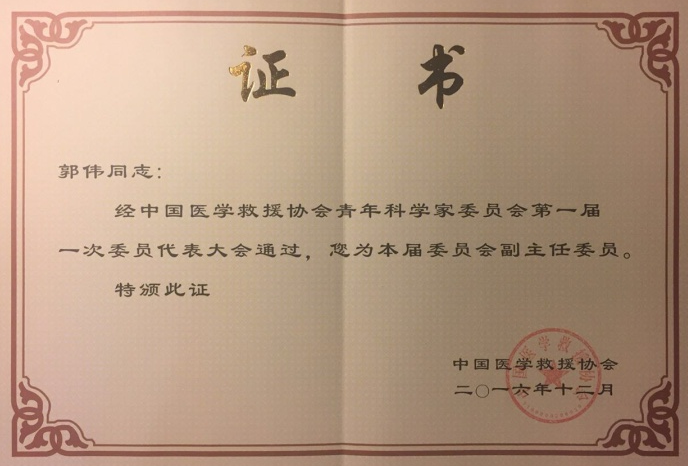 证书
郭伟同志：
经中国医学救援协会青年科学家委员会第一届
一次委员代表大会通过，您为本届委员会副主任委员。
特颁此证
中国医学救援协会
二〇一六年十二月